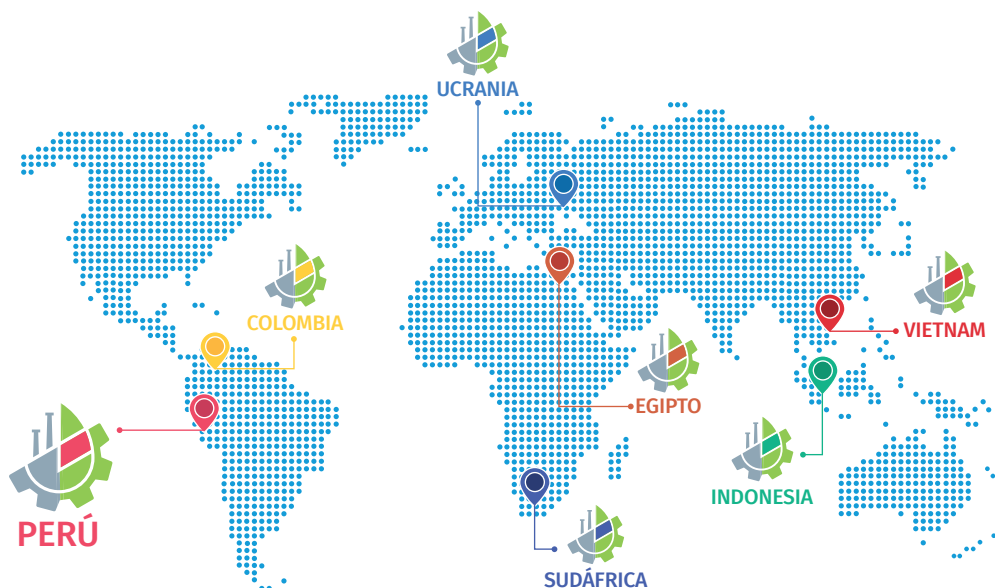 UCRANIA
COLOMBIA
VIETNAM
EGIPTO
INDONESIA
PERÚ
SUDÁFRICA